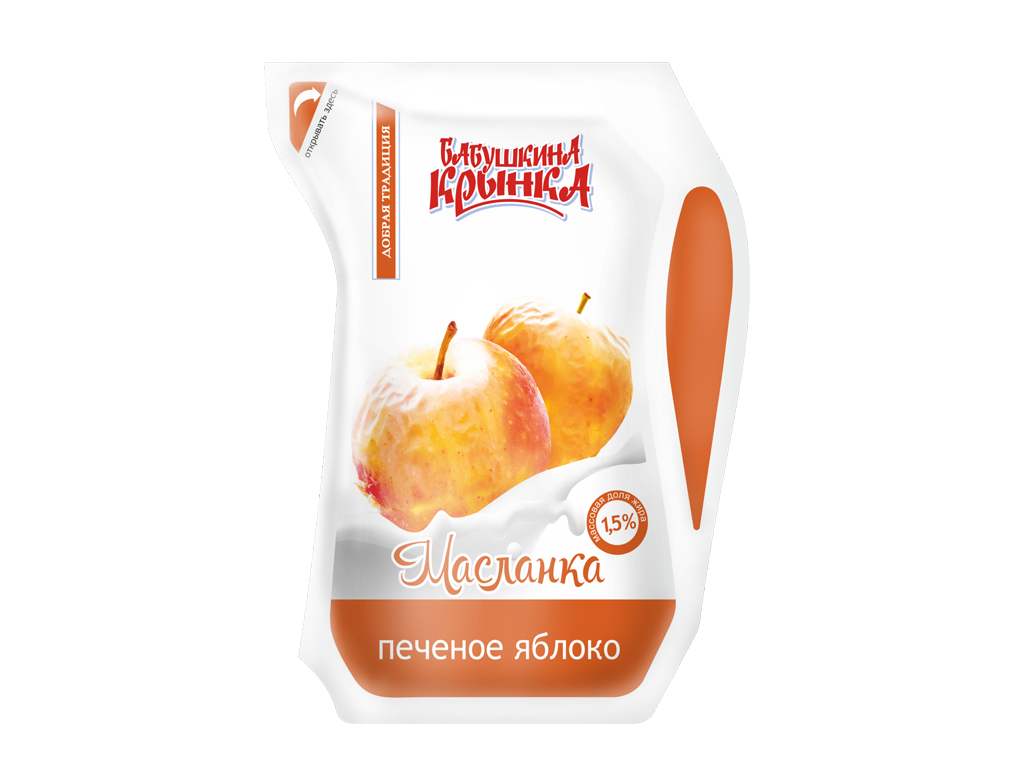 открывать здесь
ДОБРАЯ ТРАДИЦИЯ
БАБУШКИНА
КРЫНКА
массовая доля жира
1,5%
Масланка
печеное яблоко